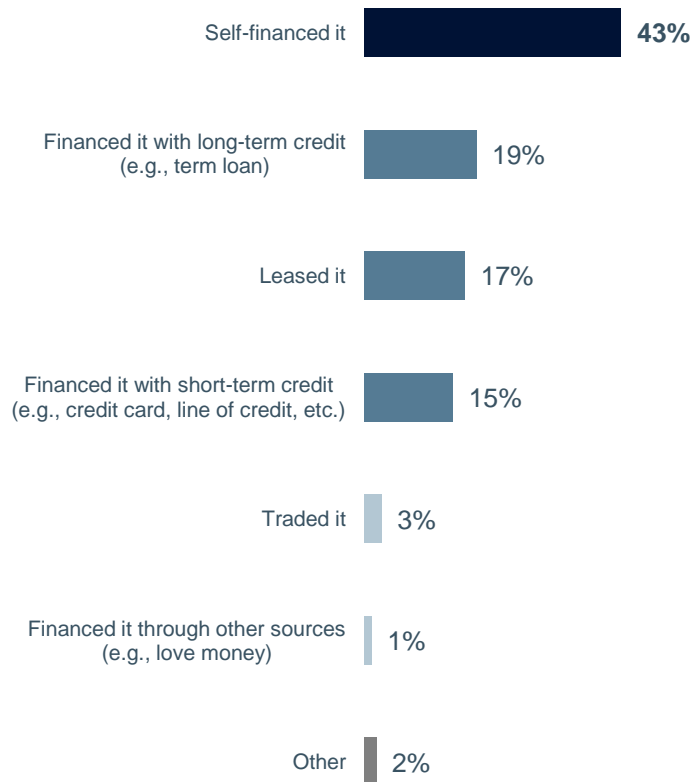 Self-financed it 43%
Financed it with long-term credit
(e.g., term loan) 19%
Leased it 17%
Financed it with short-term credit
(e.g., credit card, line of credit, etc.) 15%
Traded it 3%
Financed it through other sources
(e.g., love money) 1%
Other 2%